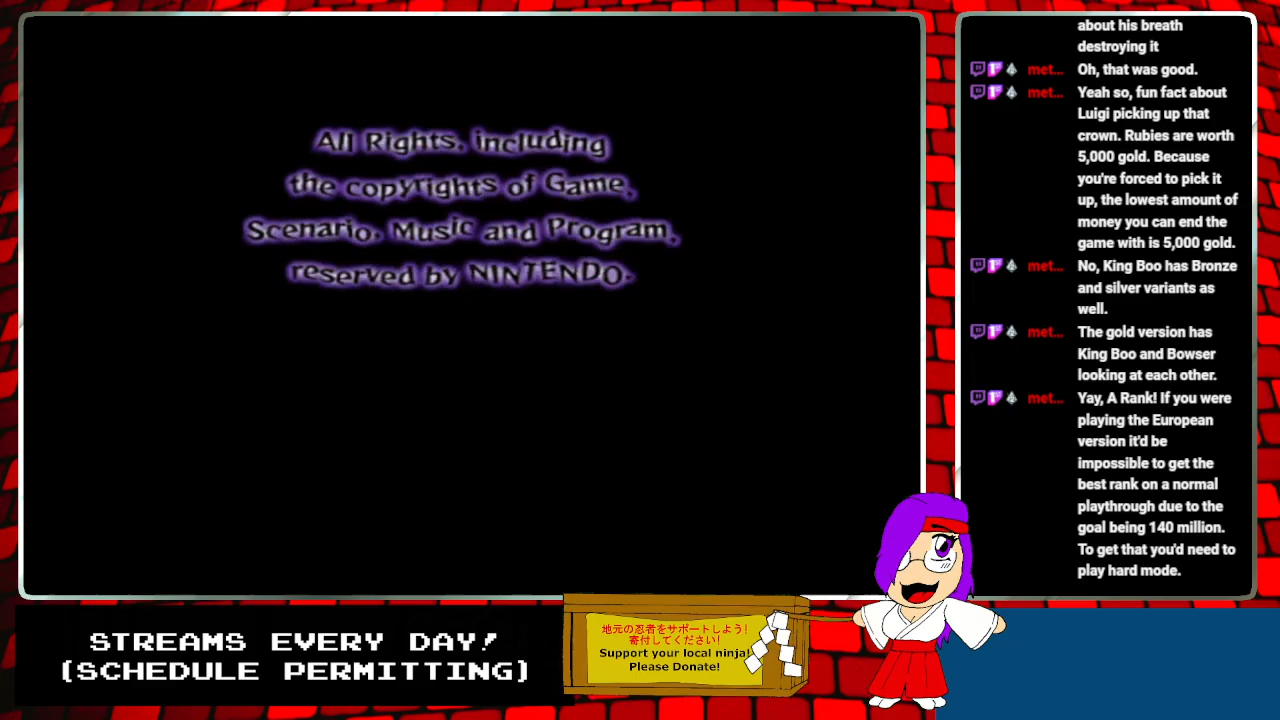 All Rights, including
the copyrights of Game,
Scenario, Music and Program,
reserved by NINTENDO.
about his breath
destroying it
met... Oh, that was good.
met... Yeah so, fun fact about
Luigi picking up that
crown. Rubies are worth
5,000 gold. Because
you're forced to pick it
up, the lowest amount of
money you can end the
game with is 5,000 gold.
met... No, King Boo has Bronze
and silver variants as
well.
met... The gold version has
King Boo and Bowser
looking at each other.
met... Yay, A Rank! If you were
playing the European
version it'd be
impossible to get the
best rank on a normal
playthrough due to the
goal being 140 million.
To get that you'd need to
play hard mode.
STREAMS EVERY DAY!
(SCHEDULE PERMITTING)
地元の忍者をサポートしよう!
寄付してください!
Support your local ninja!
Please Donate!